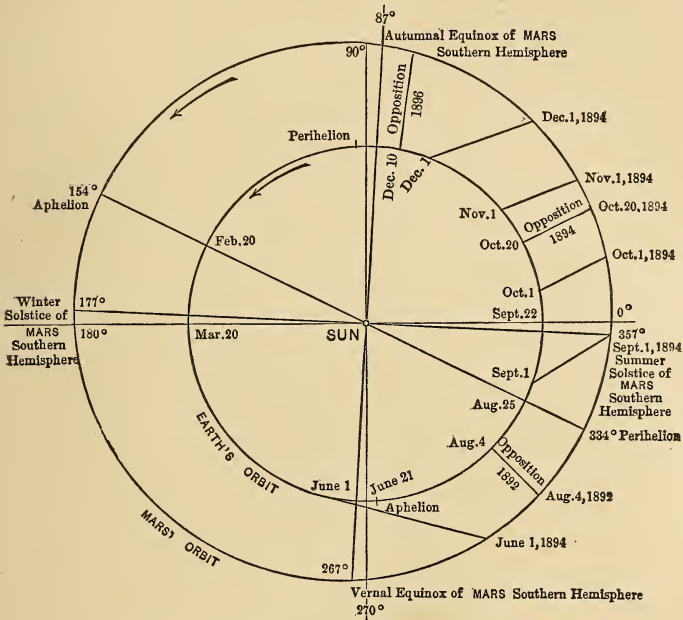 87°
Autumnal Equinox of MARS
Southern Hemisphere
90°
Opposition
1896
Dec. 1, 1894
Perihelion
Dec. 10
Dec. 1
Nov. 1, 1894
154°
Aphelion
Nov. 1
Opposition
1894
Oct. 20, 1894
Feb. 20
Oct. 20
Oct. 1, 1894
Oct. 1
Winter
Solstice of
MARS
Southern
Hemisphere
177°
180°
Mar. 20
SUN
Sept. 22
0°
357°
Sept. 1, 1894
Summer
Solstice of
MARS
Southern
Hemisphere
Sept. 1
Aug. 25
334° Perihelion
EARTH'S ORBIT
Aug. 4
Opposition
1892
Aug. 4, 1892
June 1
June 21
Aphelion
June 1, 1894
MARS' ORBIT
267°
Vernal Equinox of MARS Southern Hemisphere
270°